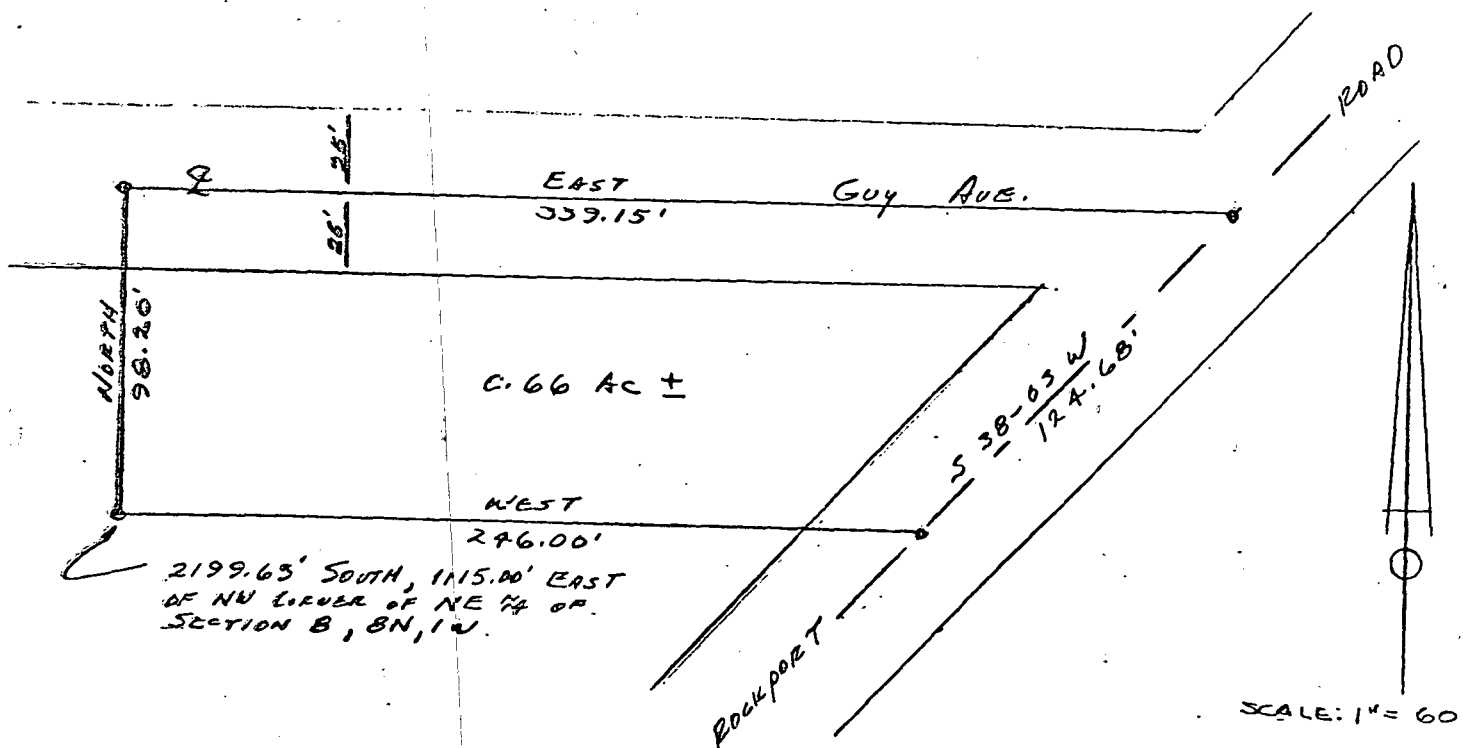 ROAD
25'
℄
EAST
GUY AVE.
339.15'
25'
NORTH
98.20'
0.66 AC ±
S 38-03 W
124.68'
WEST
246.00'
2199.63' SOUTH, 1115.00' EAST
OF NW CORNER OF NE ¼ OF
SECTION 8, 8N, 1W.
ROCKPORT
SCALE: 1"= 60